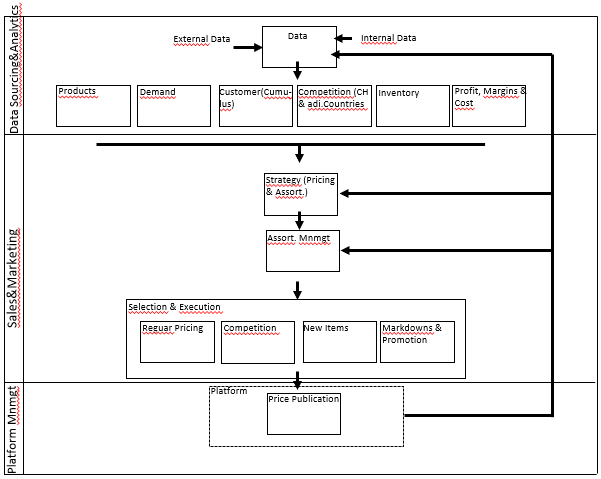 Data Sourcing&Analytics
External Data
Data
Internal Data
Products
Demand
Customer(Cumu-
lus)
Competition (CH
& adj.Countries
Inventory
Profit, Margins &
Cost
Sales&Marketing
Strategy (Pricing
& Assort.)
Assort. Mnmgt
Selection & Execution
Reguar Pricing
Competition
New Items
Markdowns &
Promotion
Platform Mnmgt
Platform
Price Publication